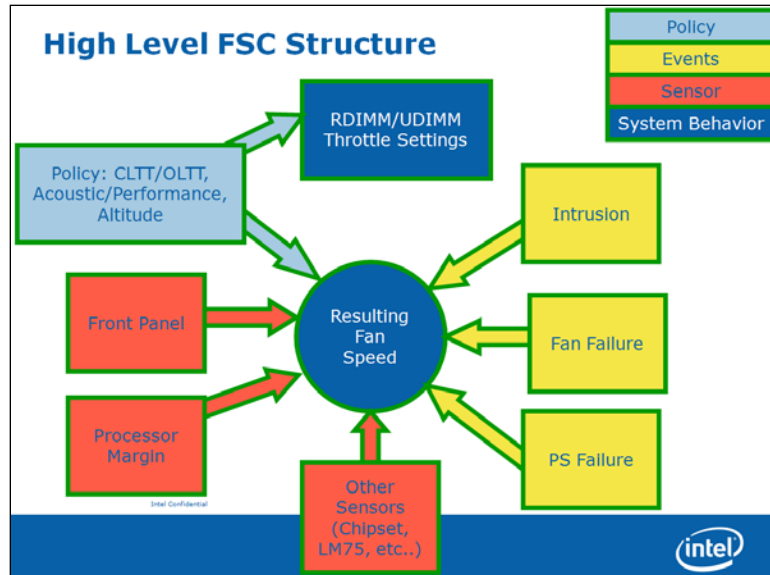 High Level FSC Structure
Policy
Events
Sensor
System Behavior
RDIMM/UDIMM
Throttle Settings
Policy: CLTT/OLTT,
Acoustic/Performance,
Altitude
Intrusion
Front Panel
Resulting
Fan
Speed
Fan Failure
Processor
Margin
PS Failure
Other
Sensors
(Chipset,
LM75, etc..)
Intel Confidential
intel